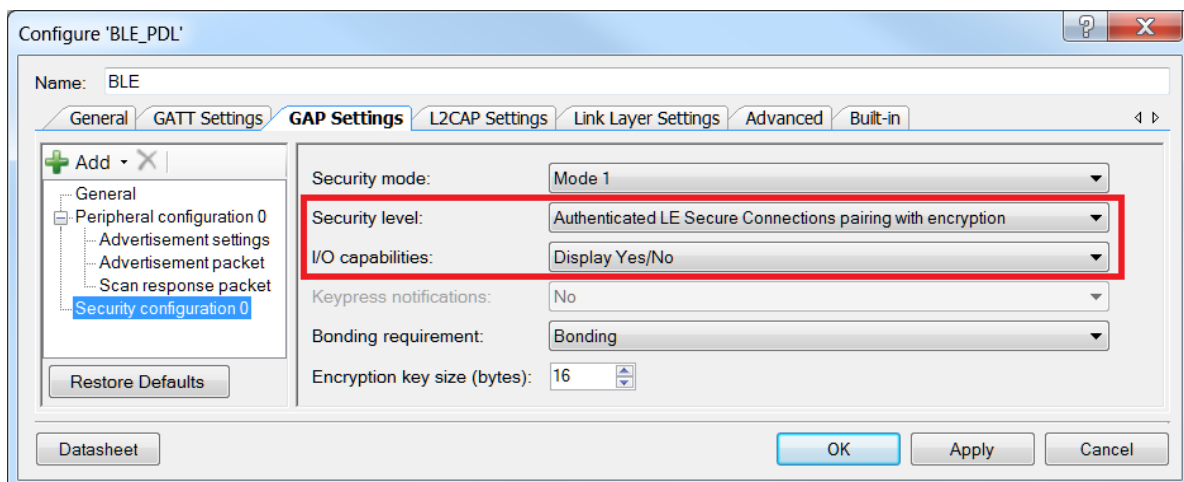 Configure 'BLE_PDL'
Name: BLE
General GATT Settings GAP Settings L2CAP Settings Link Layer Settings Advanced Built-in
Add
General
Peripheral configuration 0
Advertisement settings
Advertisement packet
Scan response packet
Security configuration 0
Restore Defaults
Security mode: Mode 1
Security level: Authenticated LE Secure Connections pairing with encryption
I/O capabilities: Display Yes/No
Keypress notifications: No
Bonding requirement: Bonding
Encryption key size (bytes): 16
Datasheet OK Apply Cancel